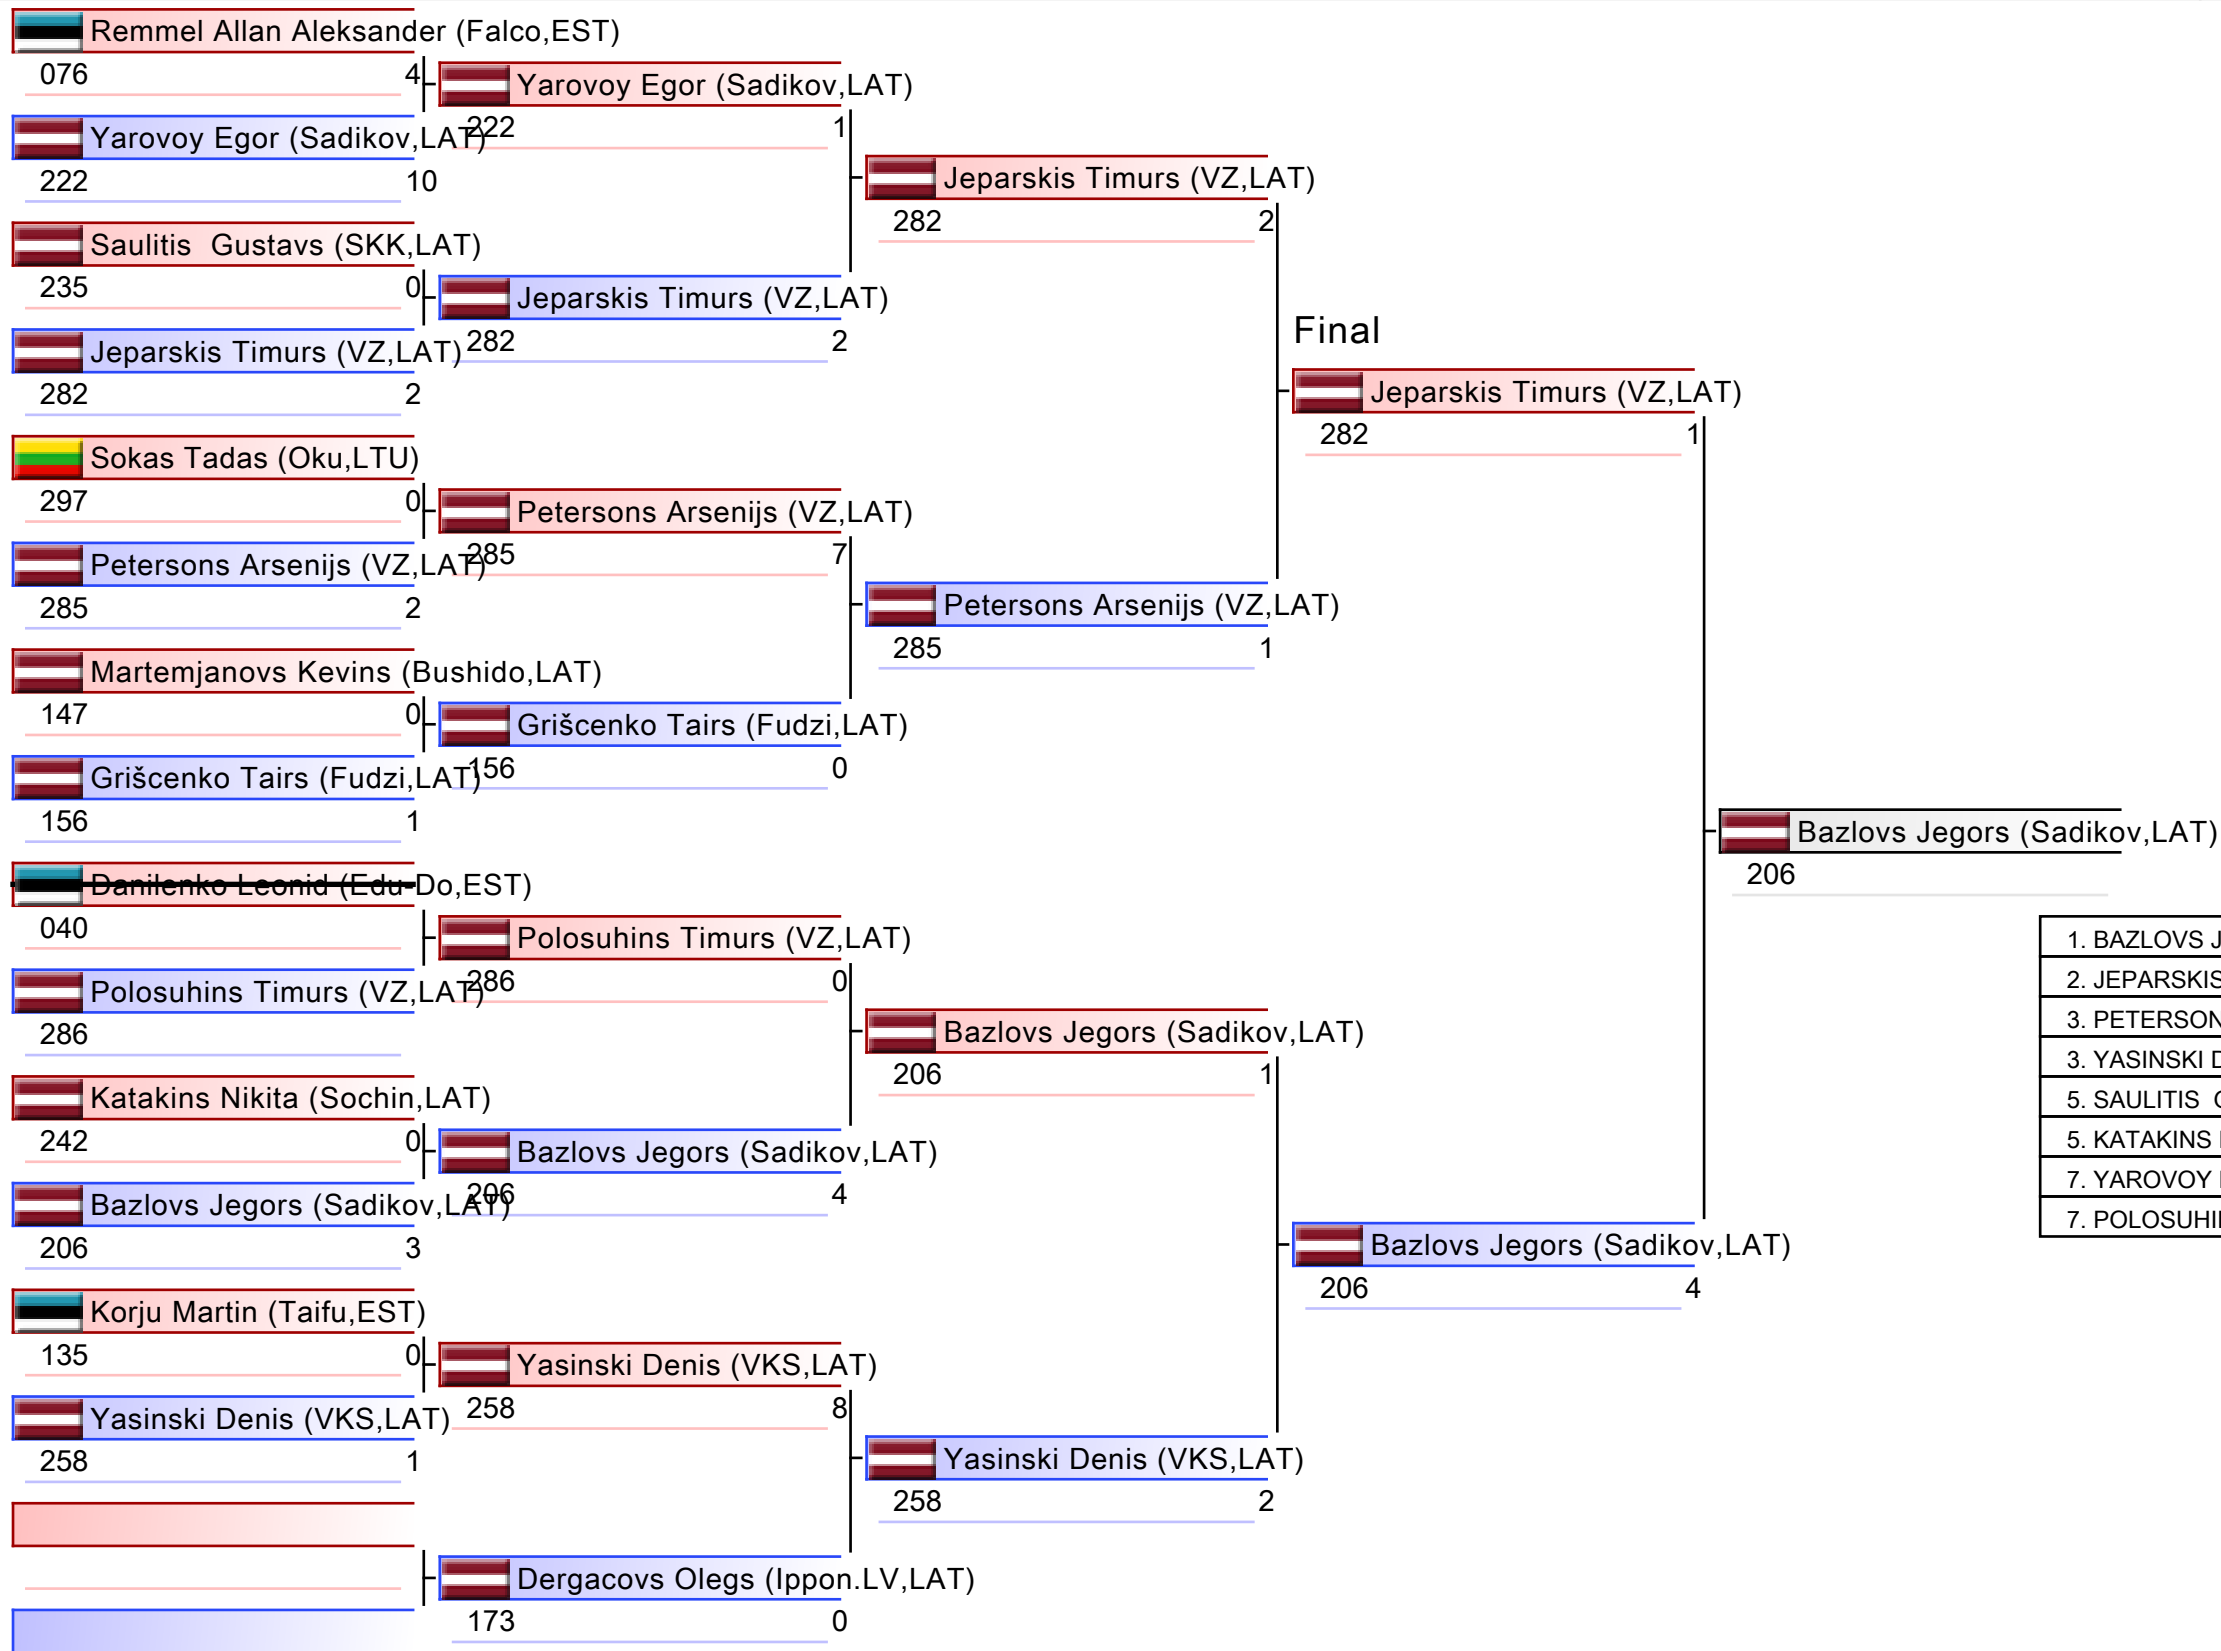 Remmel Allan Aleksander (Falco,EST)
076 4
Yarovoy Egor (Sadikov,LAT)
222 10
Saulitis  Gustavs (SKK,LAT)
235 0
Jeparskis Timurs (VZ,LAT)
282 2
Sokas Tadas (Oku,LTU)
297 0
Petersons Arsenijs (VZ,LAT)
285 2
Martemjanovs Kevins (Bushido,LAT)
147 0
Grišcenko Tairs (Fudzi,LAT)
156 1
Danilenko Leonid (Edu-Do,EST)
040
Polosuhins Timurs (VZ,LAT)
286
Katakins Nikita (Sochin,LAT)
242 0
Bazlovs Jegors (Sadikov,LAT)
206 3
Korju Martin (Taifu,EST)
135 0
Yasinski Denis (VKS,LAT)
258 1
Yarovoy Egor (Sadikov,LAT)
222 1
Jeparskis Timurs (VZ,LAT)
282 2
Petersons Arsenijs (VZ,LAT)
285 7
Grišcenko Tairs (Fudzi,LAT)
156 0
Polosuhins Timurs (VZ,LAT)
286 0
Bazlovs Jegors (Sadikov,LAT)
206 4
Yasinski Denis (VKS,LAT)
258 8
Dergacovs Olegs (Ippon.LV,LAT)
173 0
Jeparskis Timurs (VZ,LAT)
282 2
Petersons Arsenijs (VZ,LAT)
285 1
Bazlovs Jegors (Sadikov,LAT)
206 1
Yasinski Denis (VKS,LAT)
258 2
Final
Jeparskis Timurs (VZ,LAT)
282 1
Bazlovs Jegors (Sadikov,LAT)
206 4
Bazlovs Jegors (Sadikov,LAT)
206
1. BAZLOVS J
2. JEPARSKIS
3. PETERSON
3. YASINSKI D
5. SAULITIS
5. KATAKINS
7. YAROVOY
7. POLOSUHI